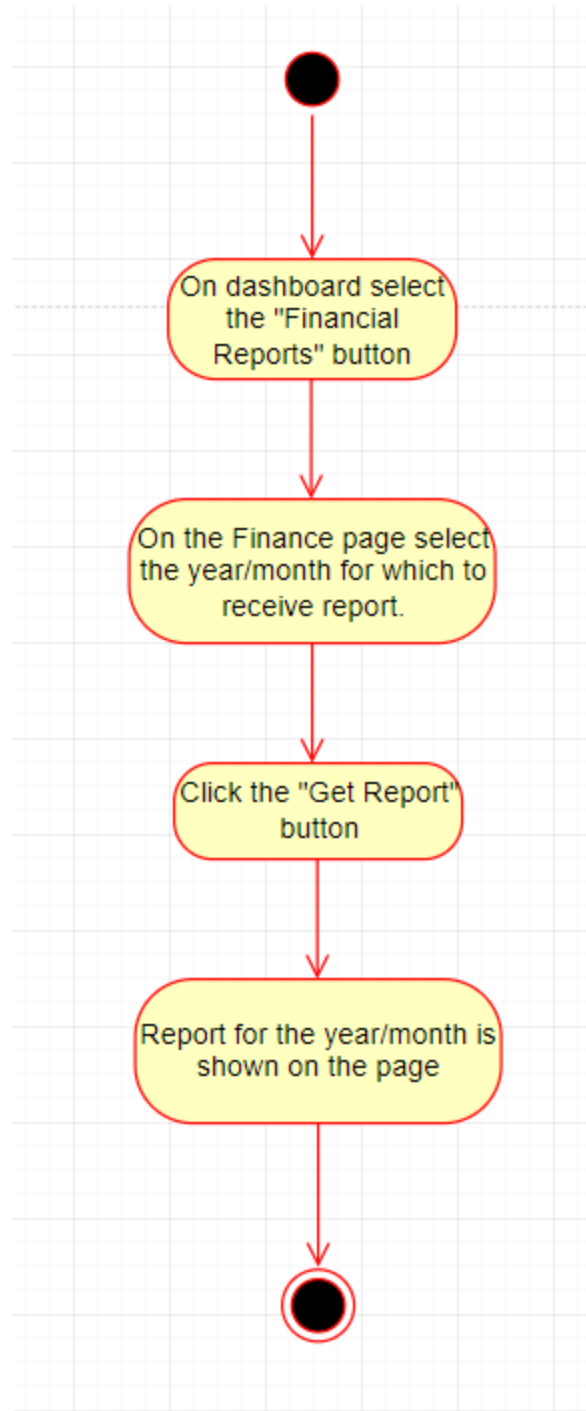 On dashboard select
the "Financial
Reports" button
On the Finance page select
the year/month for which to
receive report.
Click the "Get Report"
button
Report for the year/month is
shown on the page